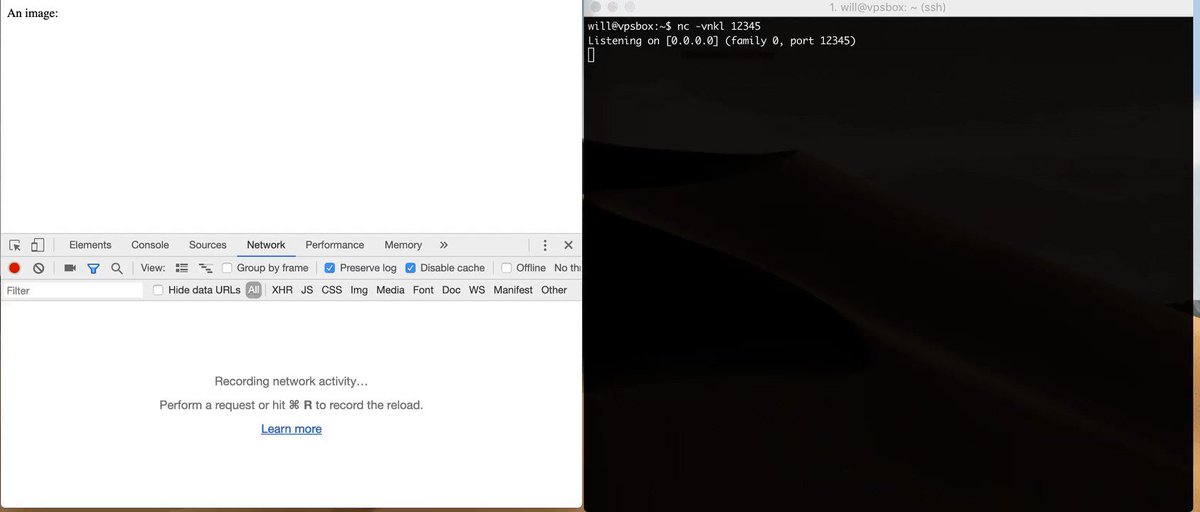 An image:
Elements Console Sources Network Performance Memory »
View: Group by frame Preserve log Disable cache Offline No
Filter Hide data URLs All XHR JS CSS Img Media Font Doc WS Manifest Other
Recording network activity…
Perform a request or hit ⌘ R to record the reload.
Learn more
1. will@vpsbox: ~ (ssh)
will@vpsbox:~$ nc -vnkl 12345
Listening on [0.0.0.0] (family 0, port 12345)